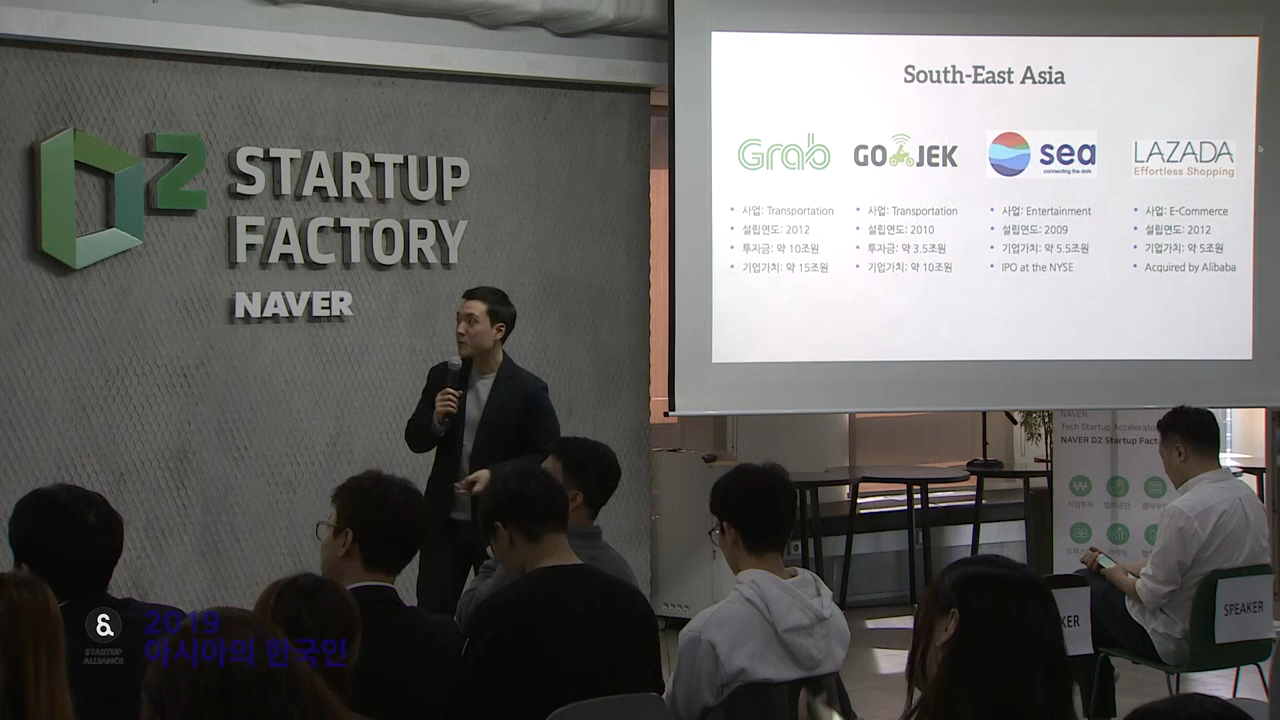 D2
STARTUP
FACTORY
NAVER
South-East Asia
Grab
GO JEK
sea
connecting the dots
LAZADA
Effortless Shopping
• 사업: Transportation
• 설립연도: 2012
• 투자금: 약 10조원
• 기업가치: 약 15조원
• 사업: Transportation
• 설립연도: 2010
• 투자금: 약 3.5조원
• 기업가치: 약 10조원
• 사업: Entertainment
• 설립연도: 2009
• 기업가치: 약 5.5조원
• IPO at the NYSE
• 사업: E-Commerce
• 설립연도: 2012
• 기업가치: 약 5조원
• Acquired by Alibaba
NAVER
Tech Startup Accelerator
NAVER D2 Startup Fact
KER
SPEAKER
&
STARTUP
ALLIANCE
2019
아시아의 한국인